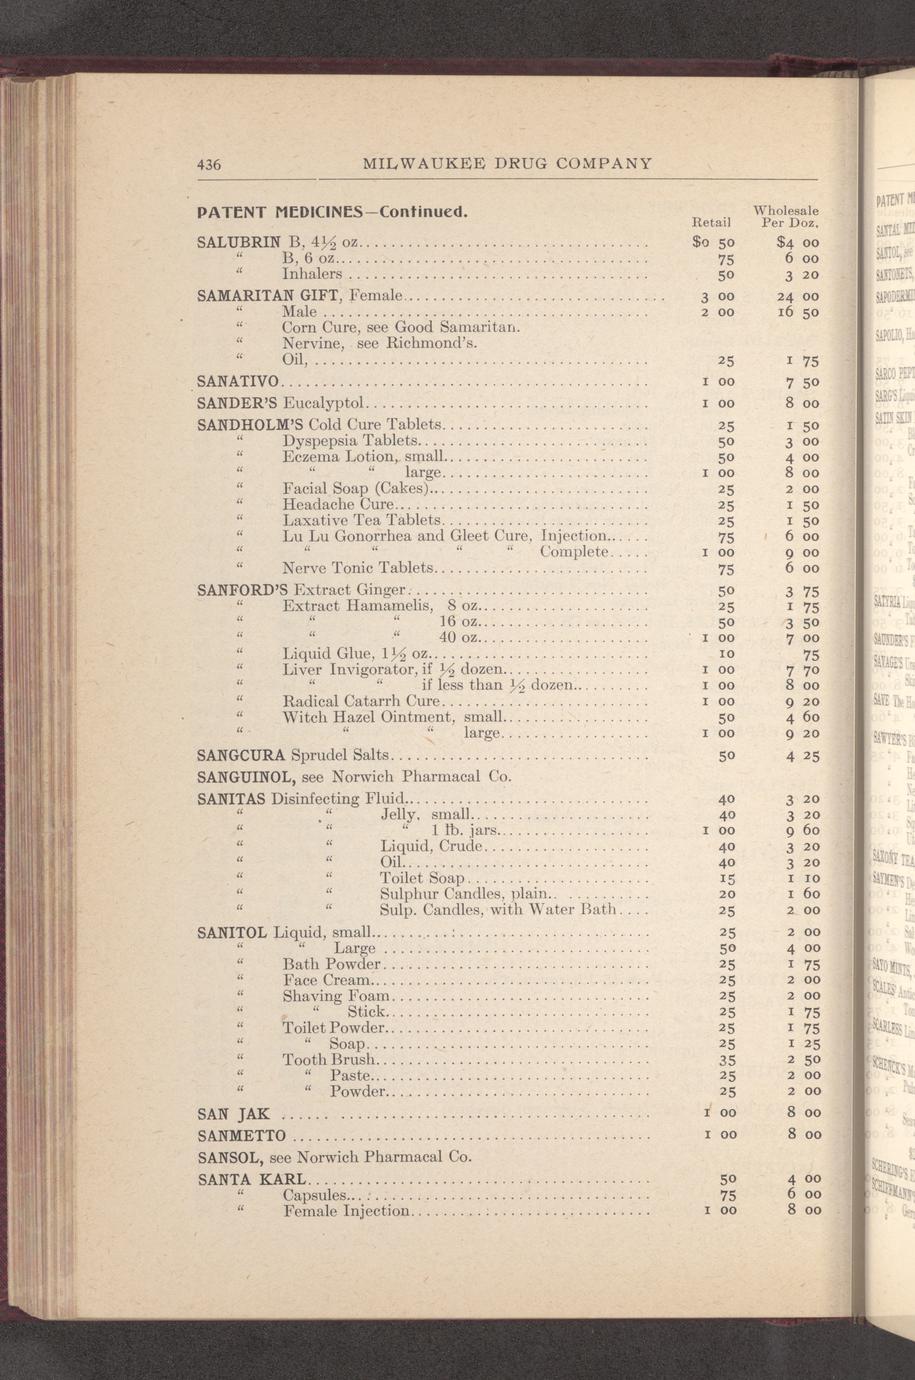 436 MILWAUKEE DRUG COMPANY
PATENT MEDICINES—Continued.
Wholesale
Retail Per Doz.
SALUBRIN B, 4½ oz. $0 50 $4 00
“ B, 6 oz. 75 6 00
“ Inhalers 50 3 20
SAMARITAN GIFT, Female 3 00 24 00
“ Male 2 00 16 50
“ Corn Cure, see Good Samaritan.
“ Nervine, see Richmond's.
“ Oil, 25 1 75
SANATIVO 1 00 7 50
SANDER'S Eucalyptol 1 00 8 00
SANDHOLM'S Cold Cure Tablets 25 1 50
“ Dyspepsia Tablets 50 3 00
“ Eczema Lotion, small 50 4 00
“ “ “ large 1 00 8 00
“ Facial Soap (Cakes) 25 2 00
“ Headache Cure 25 1 50
“ Laxative Tea Tablets 25 1 50
“ Lu Lu Gonorrhea and Gleet Cure, Injection 75 6 00
“ “ “ “ “ Complete 1 00 9 00
“ Nerve Tonic Tablets 75 6 00
SANFORD'S Extract Ginger 50 3 75
“ Extract Hamamelis, 8 oz. 25 1 75
“ “ “ 16 oz. 50 3 50
“ “ “ 40 oz. 1 00 7 00
“ Liquid Glue, 1½ oz. 10 75
“ Liver Invigorator, if ½ dozen 1 00 7 70
“ “ “ if less than ½ dozen 1 00 8 00
“ Radical Catarrh Cure 1 00 9 20
“ Witch Hazel Ointment, small 50 4 60
“ “ “ large 1 00 9 20
SANGCURA Sprudel Salts 50 4 25
SANGUINOL, see Norwich Pharmacal Co.
SANITAS Disinfecting Fluid 40 3 20
“ “ Jelly, small 40 3 20
“ “ “ 1 lb. jars 1 00 9 60
“ “ Liquid, Crude 40 3 20
“ “ Oil 40 3 20
“ “ Toilet Soap 15 1 10
“ “ Sulphur Candles, plain 20 1 60
“ “ Sulp. Candles, with Water Bath 25 2 00
SANITOL Liquid, small 25 2 00
“ “ Large 50 4 00
“ Bath Powder 25 1 75
“ Face Cream 25 2 00
“ Shaving Foam 25 2 00
“ “ Stick 25 1 75
“ Toilet Powder 25 1 75
“ “ Soap 25 1 25
“ Tooth Brush 35 2 50
“ “ Paste 25 2 00
“ “ Powder 25 2 00
SAN JAK 1 00 8 00
SANMETTO 1 00 8 00
SANSOL, see Norwich Pharmacal Co.
SANTA KARL 50 4 00
“ Capsules 75 6 00
“ Female Injection 1 00 8 00